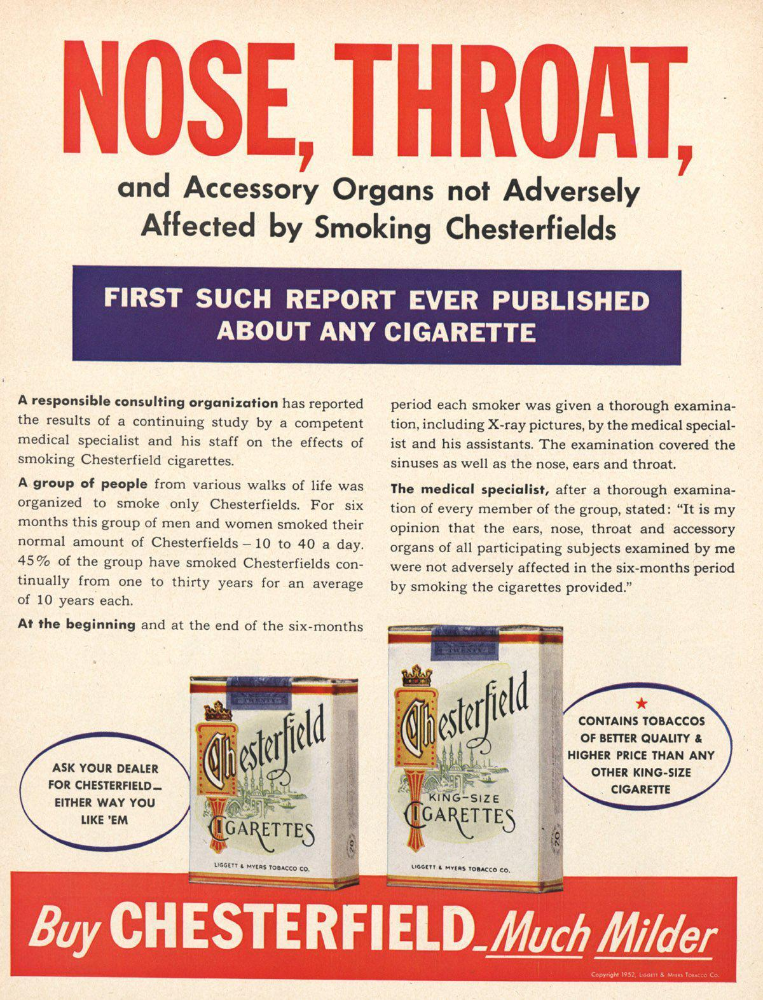 NOSE, THROAT,
and Accessory Organs not Adversely
Affected by Smoking Chesterfields
FIRST SUCH REPORT EVER PUBLISHED
ABOUT ANY CIGARETTE
A responsible consulting organization has reported
the results of a continuing study by a competent
medical specialist and his staff on the effects of
smoking Chesterfield cigarettes.
A group of people from various walks of life was
organized to smoke only Chesterfields. For six
months this group of men and women smoked their
normal amount of Chesterfields – 10 to 40 a day.
45% of the group have smoked Chesterfields con-
tinually from one to thirty years for an average
of 10 years each.
At the beginning and at the end of the six-months
period each smoker was given a thorough examina-
tion, including X-ray pictures, by the medical special-
ist and his assistants. The examination covered the
sinuses as well as the nose, ears and throat.
The medical specialist, after a thorough examina-
tion of every member of the group, stated: “It is my
opinion that the ears, nose, throat and accessory
organs of all participating subjects examined by me
were not adversely affected in the six-months period
by smoking the cigarettes provided.”
ASK YOUR DEALER
FOR CHESTERFIELD—
EITHER WAY YOU
LIKE 'EM
Chesterfield
CIGARETTES
LIGGETT & MYERS TOBACCO CO.
20
TWENTY
Chesterfield
KING-SIZE
CIGARETTES
LIGGETT & MYERS TOBACCO CO.
20
★
CONTAINS TOBACCOS
OF BETTER QUALITY &
HIGHER PRICE THAN ANY
OTHER KING-SIZE
CIGARETTE
Buy CHESTERFIELD_Much Milder
Copyright 1952, LIGGETT & MYERS TOBACCO CO.